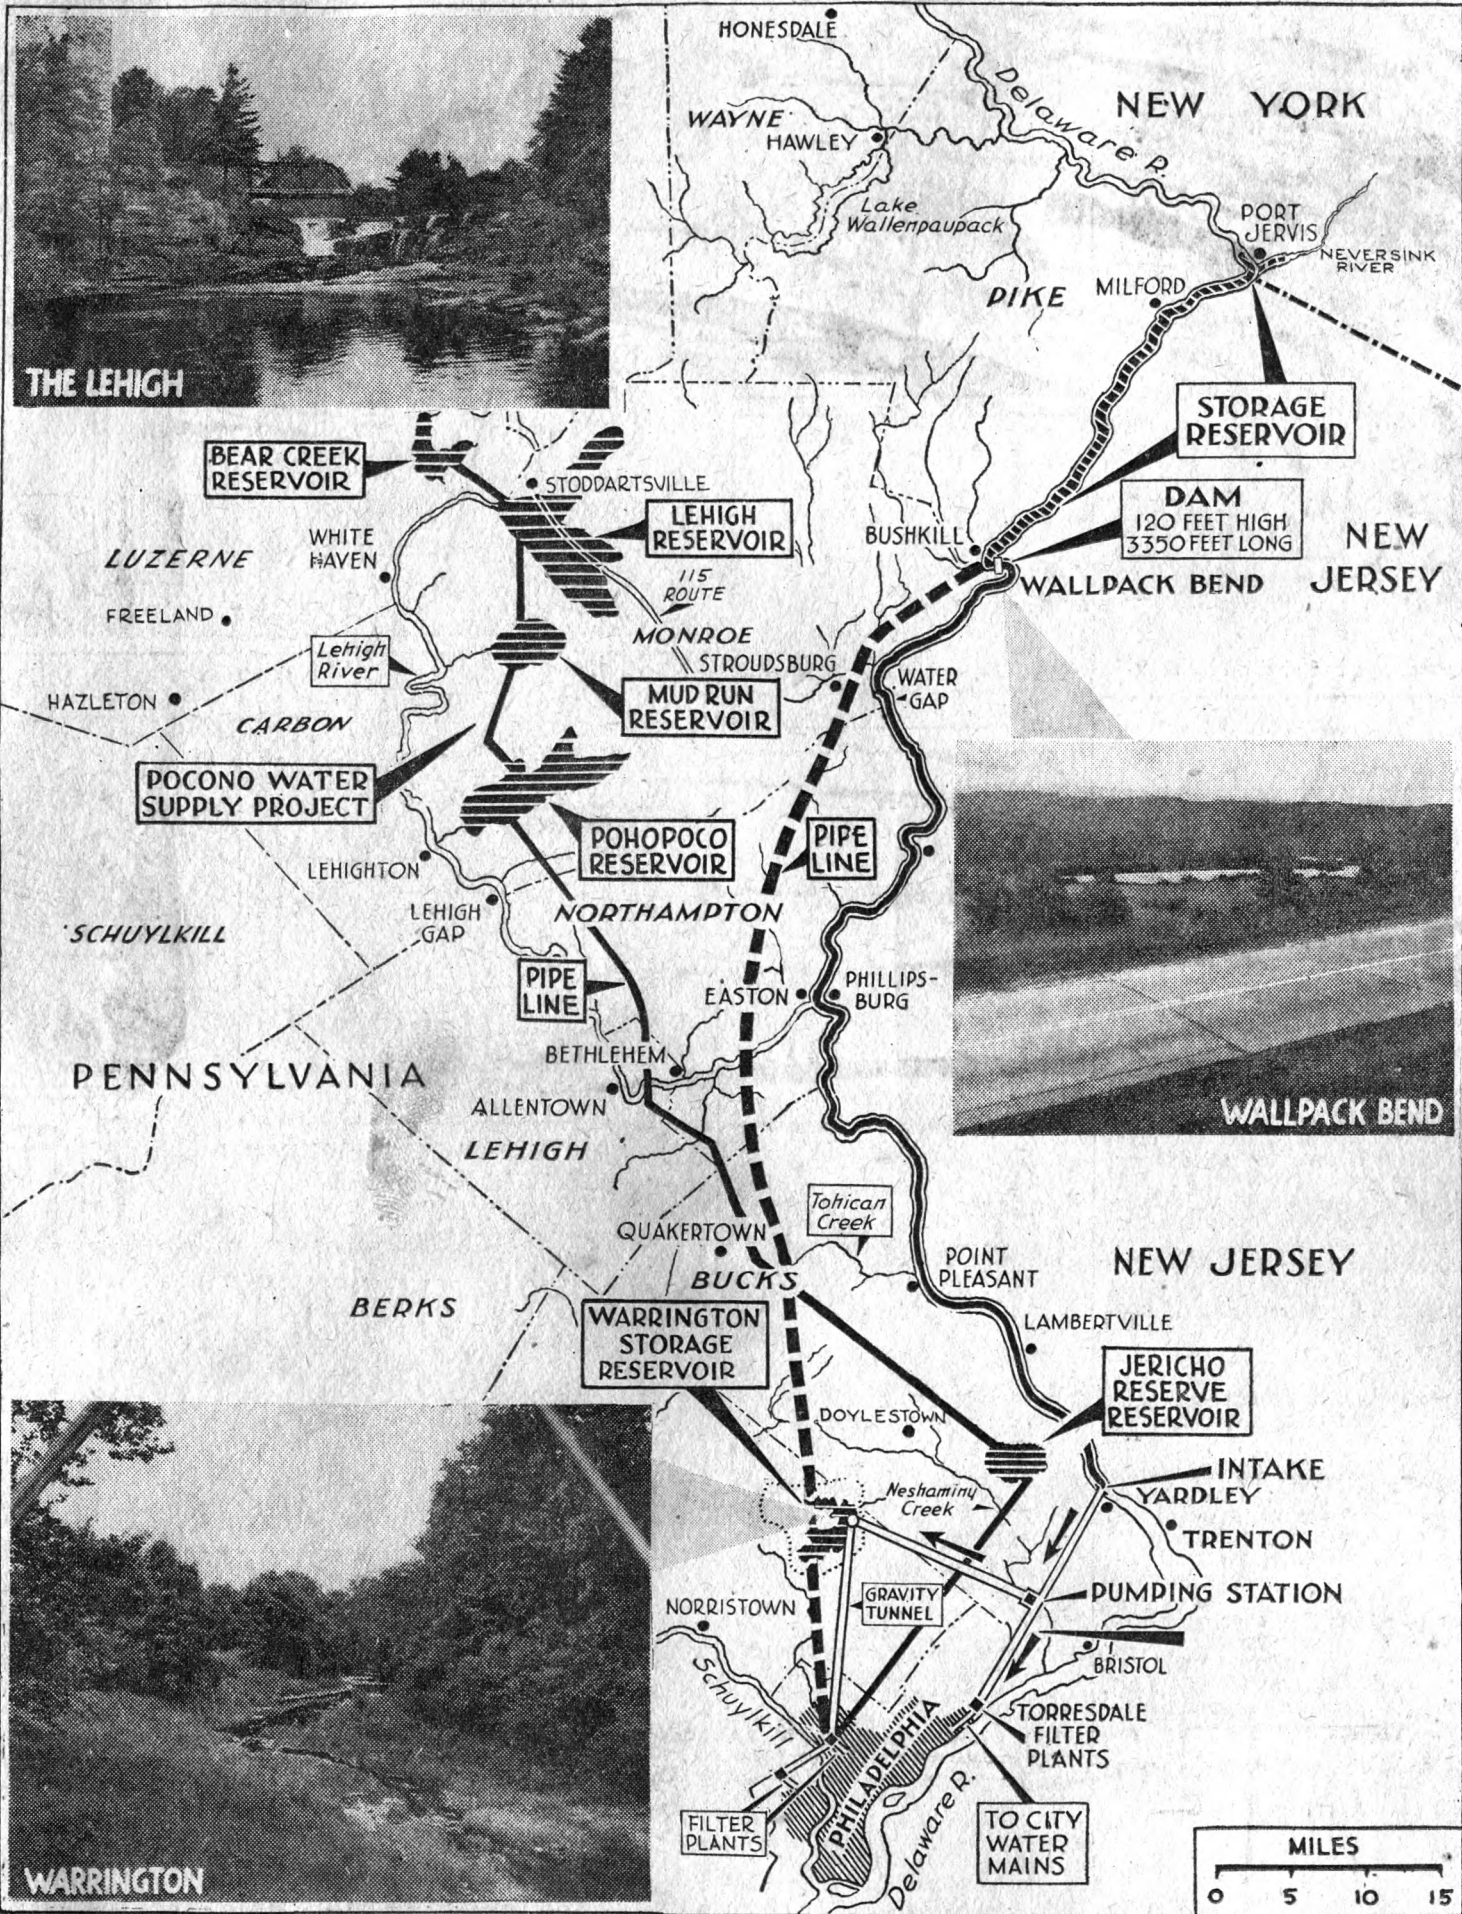 HONESDALE
Delaware R.
NEW YORK
WAYNE
HAWLEY
Lake
Wallenpaupack
PORT
JERVIS
NEVERSINK
RIVER
PIKE
MILFORD
THE LEHIGH
STORAGE
RESERVOIR
BEAR CREEK
RESERVOIR
STODDARTSVILLE
LEHIGH
RESERVOIR
DAM
120 FEET HIGH
3350 FEET LONG
BUSHKILL
NEW
JERSEY
WALLPACK BEND
WHITE
HAVEN
LUZERNE
115
ROUTE
FREELAND
MONROE
Lehigh
River
STROUDSBURG
WATER
GAP
HAZLETON
MUD RUN
RESERVOIR
CARBON
POCONO WATER
SUPPLY PROJECT
POHOPOCO
RESERVOIR
PIPE
LINE
LEHIGHTON
LEHIGH
GAP
NORTHAMPTON
SCHUYLKILL
PIPE
LINE
EASTON
PHILLIPS-
BURG
BETHLEHEM
PENNSYLVANIA
ALLENTOWN
WALLPACK BEND
LEHIGH
Tohican
Creek
QUAKERTOWN
POINT
PLEASANT
NEW JERSEY
BUCKS
BERKS
WARRINGTON
STORAGE
RESERVOIR
LAMBERTVILLE
JERICHO
RESERVE
RESERVOIR
DOYLESTOWN
INTAKE
YARDLEY
Neshaminy
Creek
TRENTON
PUMPING STATION
GRAVITY
TUNNEL
NORRISTOWN
BRISTOL
Schuylkill
TORRESDALE
FILTER
PLANTS
PHILADELPHIA
FILTER
PLANTS
TO CITY
WATER
MAINS
Delaware R.
WARRINGTON
MILES
0 5 10 15